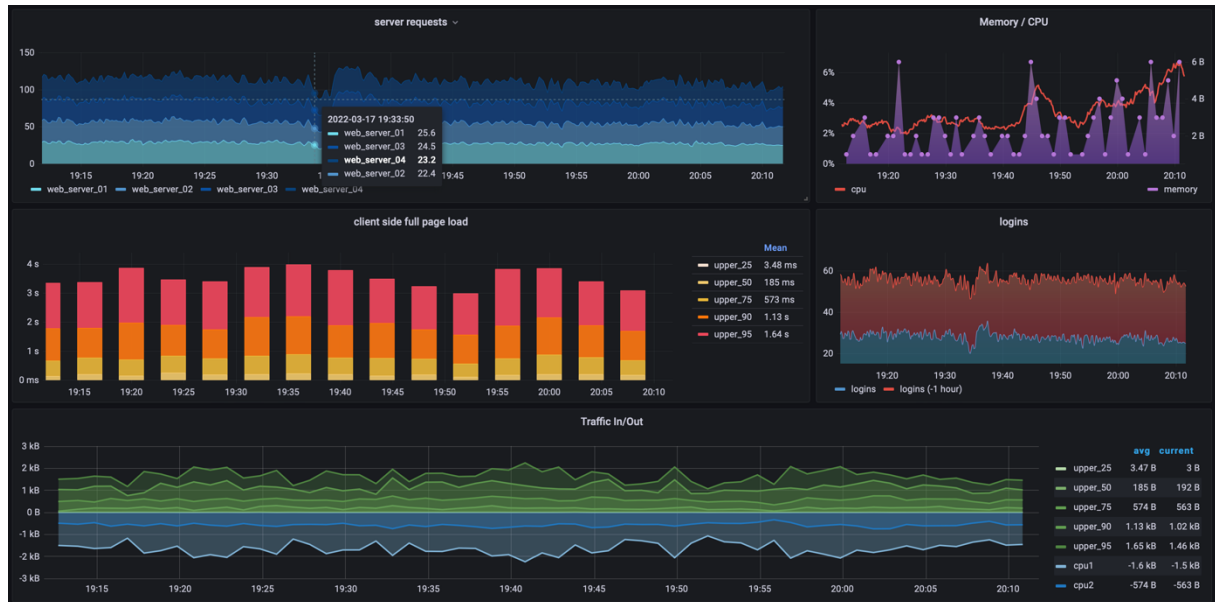 server requests
150
100
50
0
19:15 19:20 19:25 19:30 19:45 19:50 19:55 20:00 20:05 20:10
2022-03-17 19:33:50
web_server_01 25.6
web_server_03 24.5
web_server_04 23.2
web_server_02 22.4
web_server_01 web_server_02 web_server_03 web_server_04
Memory / CPU
6%
4%
2%
0%
6 B
4 B
2 B
19:20 19:30 19:40 19:50 20:00 20:10
cpu memory
client side full page load
4 s
3 s
2 s
1 s
0 ms
19:15 19:20 19:25 19:30 19:35 19:40 19:45 19:50 19:55 20:00 20:05 20:10
Mean
upper_25 3.48 ms
upper_50 185 ms
upper_75 573 ms
upper_90 1.13 s
upper_95 1.64 s
logins
60
40
20
19:20 19:30 19:40 19:50 20:00 20:10
logins logins (-1 hour)
Traffic In/Out
3 kB
2 kB
1 kB
0 B
-1 kB
-2 kB
-3 kB
19:15 19:20 19:25 19:30 19:35 19:40 19:45 19:50 19:55 20:00 20:05 20:10
avg current
upper_25 3.47 B 3 B
upper_50 185 B 192 B
upper_75 574 B 563 B
upper_90 1.13 kB 1.02 kB
upper_95 1.65 kB 1.46 kB
cpu1 -1.6 kB -1.5 kB
cpu2 -574 B -563 B